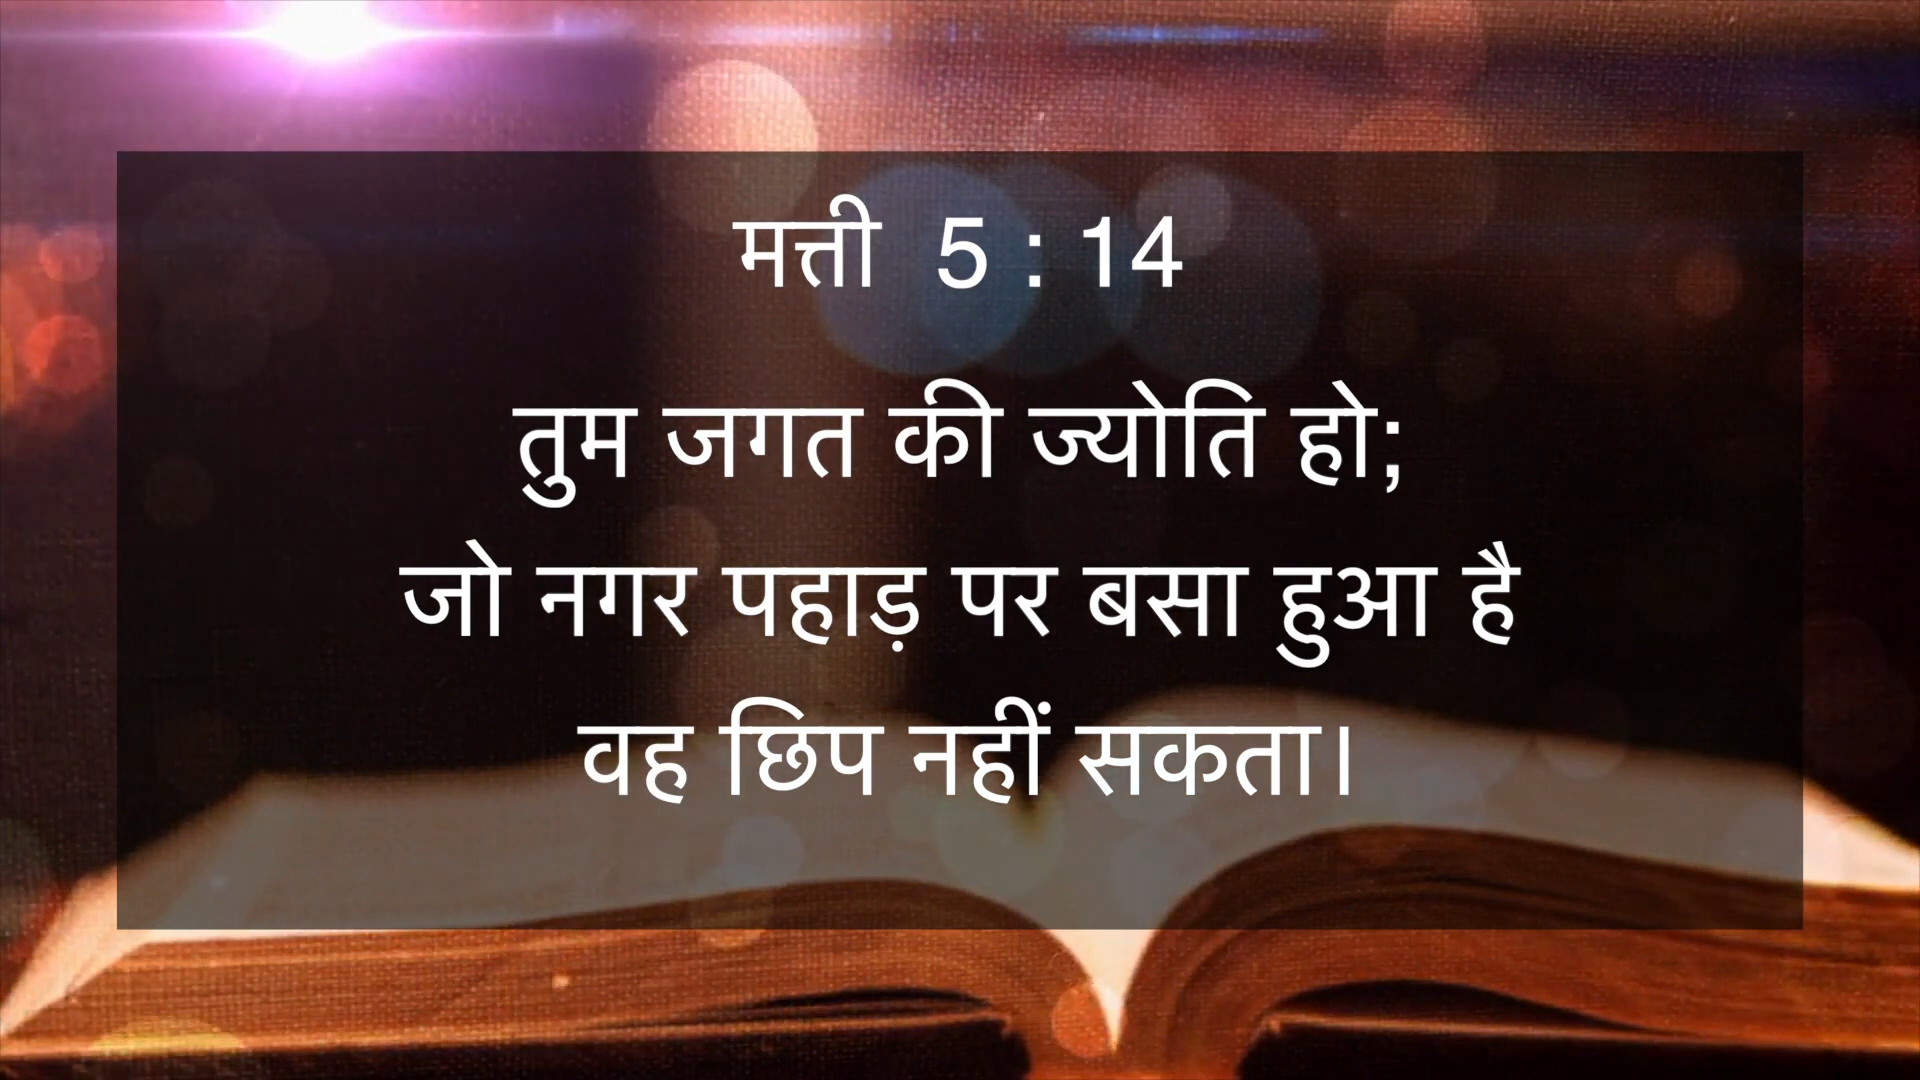 मत्ती 5 : 14
तुम जगत की ज्योति हो;
जो नगर पहाड़ पर बसा हुआ है
वह छिप नहीं सकता।